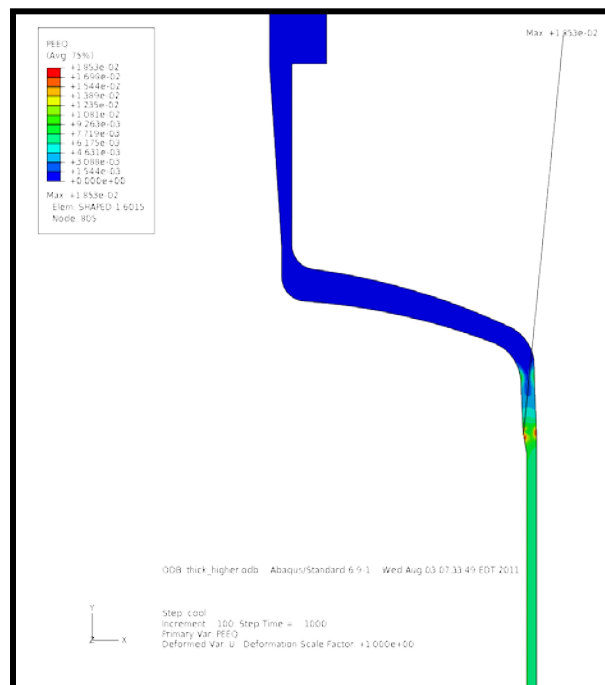 Max: +1.853e-02
PEEQ
(Avg: 75%)
+1.853e-02
+1.698e-02
+1.544e-02
+1.389e-02
+1.235e-02
+1.081e-02
+9.263e-03
+7.719e-03
+6.175e-03
+4.631e-03
+3.088e-03
+1.544e-03
+0.000e+00
Max: +1.853e-02
Elem: SHAPED-1.6015
Node: 805
ODB: thick_higher.odb Abaqus/Standard 6.9-1 Wed Aug 03 07:33:49 EDT 2011
Y
Z X
Step: cool
Increment 100: Step Time = 1000.
Primary Var: PEEQ
Deformed Var: U Deformation Scale Factor: +1.000e+00